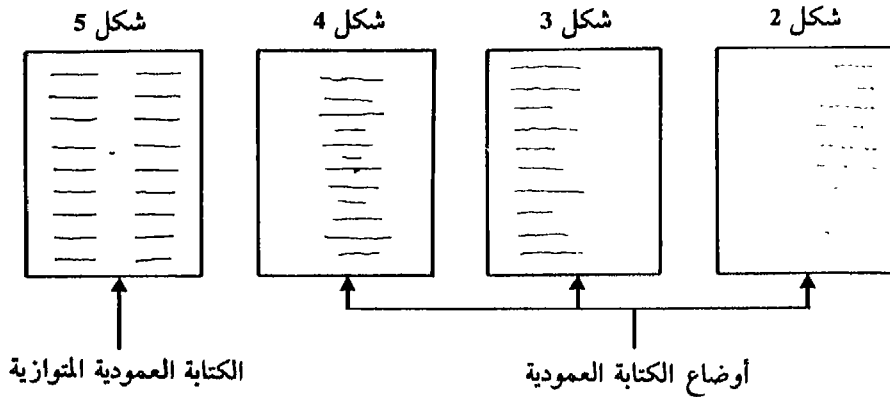 شكل 2 شكل 3 شكل 4 شكل 5
أوضاع الكتابة العمودية الكتابة العمودية المتوازية